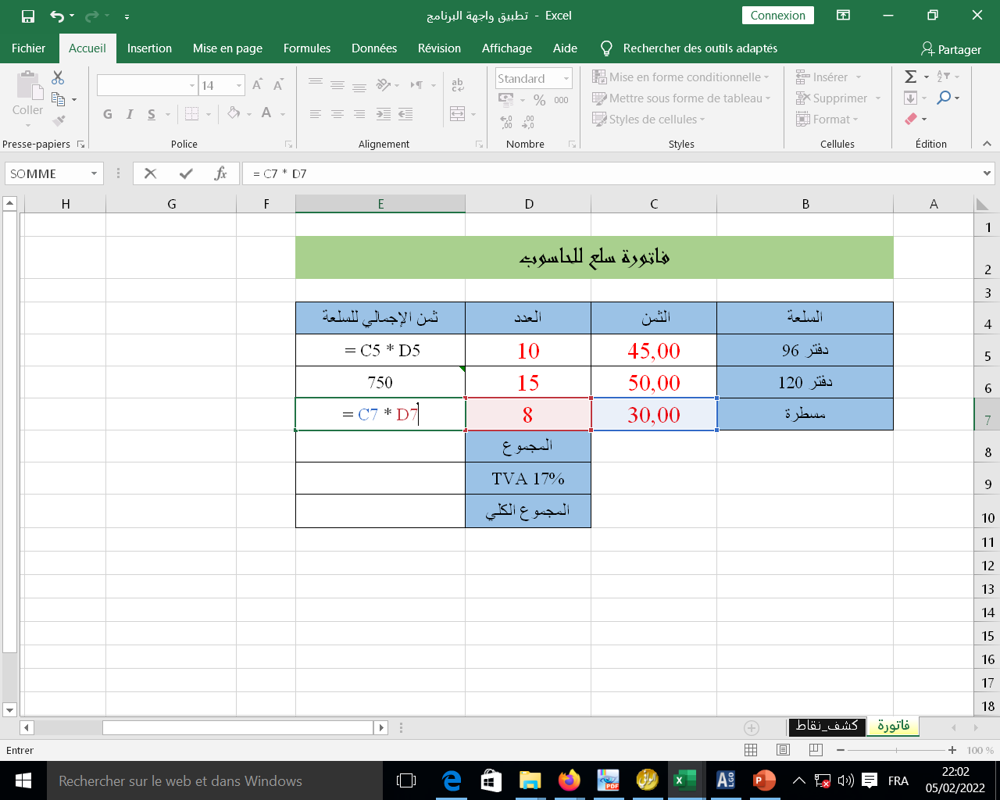 تطبيق واجهة البرنامج - Excel
Connexion
Fichier Accueil Insertion Mise en page Formules Données Révision Affichage Aide Rechercher des outils adaptés Partager
Coller
14
G I S
A
ab
Standard
% 000
Mise en forme conditionnelle
Mettre sous forme de tableau
Styles de cellules
Insérer
Supprimer
Format
Presse-papiers Police Alignement Nombre Styles Cellules Édition
SOMME
fx
= C7 * D7
H G F E D C B A
1
فاتورة سلع للحاسوب
2
3
السلعة الثمن العدد ثمن الإجمالي للسلعة
4
دفتر 96 45,00 10 = C5 * D5
5
دفتر 120 50,00 15 750
6
مسطرة 30,00 8 = C7 * D7
7
المجموع
8
TVA 17%
9
المجموع الكلي
10
11
12
13
14
15
16
17
18
كشف_نقاط فاتورة
Entrer
100 %
Rechercher sur le web et dans Windows
FRA
22:02
05/02/2022